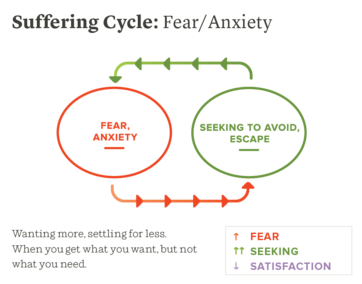 Suffering Cycle: Fear/Anxiety
FEAR,
ANXIETY
SEEKING TO AVOID,
ESCAPE
Wanting more, settling for less.
When you get what you want, but not
what you need.
↑ FEAR
↑↑ SEEKING
↓ SATISFACTION